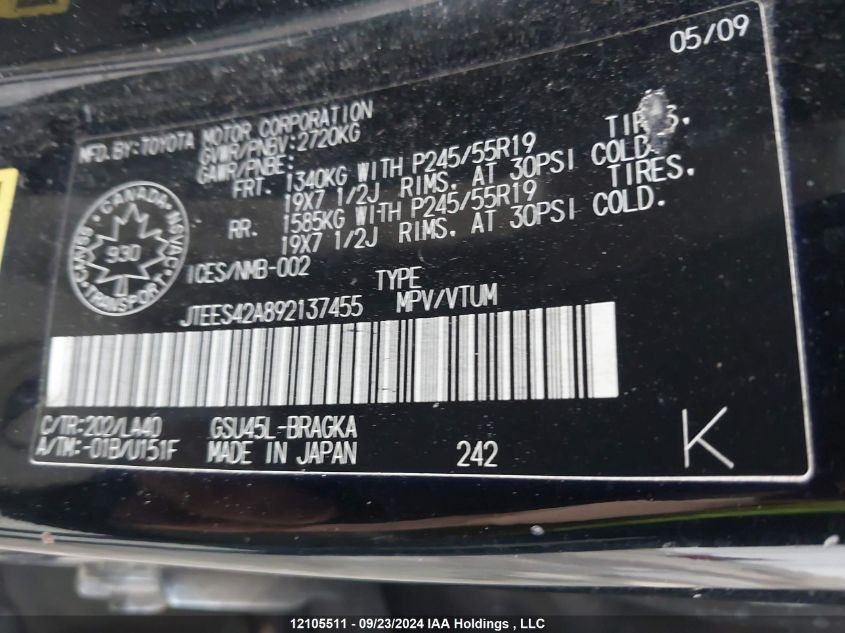 05/09
MFD.BY:TOYOTA MOTOR CORPORATION
GVWR/PNBV:2720KG
GAWR/PNBE:
FRT. 1340KG WITH P245/55R19 TIRES.
19X7 1/2J RIMS. AT 30PSI COLD.
RR. 1585KG WITH P245/55R19 TIRES.
19X7 1/2J RIMS. AT 30PSI COLD.
CANADA
930
TRANSPORT
ICES/NMB-002
TYPE
JTEES42A892137455 MPV/VTUM
C/TR:202/LA40 GSU45L-BRAGKA
A/TM:-01B/U151F MADE IN JAPAN 242 K
12105511 - 09/23/2024 IAA Holdings , LLC